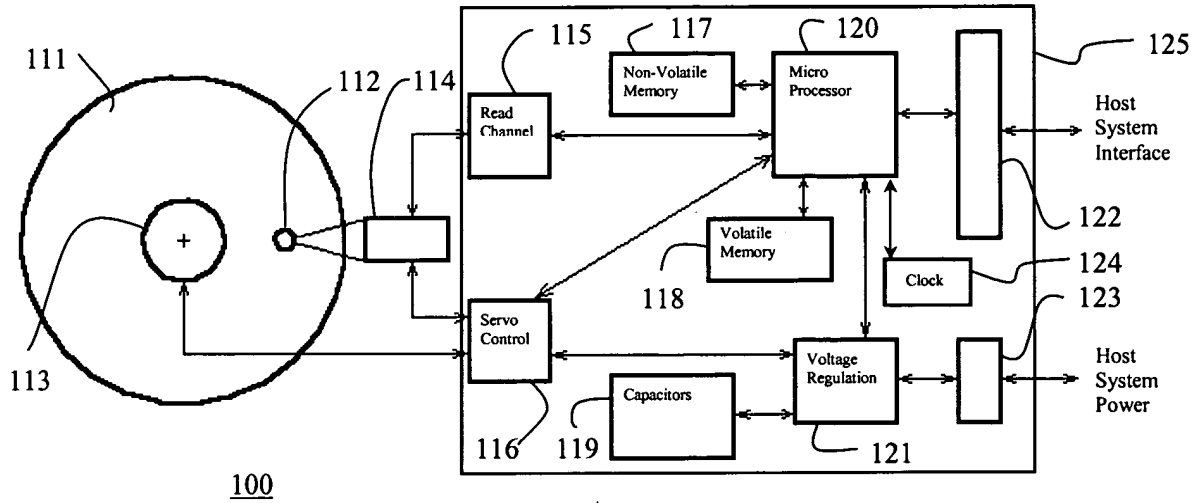 111
112
114
115
117
120
125
Non-Volatile
Memory
Micro
Processor
Read
Channel
Host
System
Interface
Volatile
Memory
118
122
Clock
124
123
Servo
Control
113
116
Capacitors
119
Voltage
Regulation
121
Host
System
Power
100